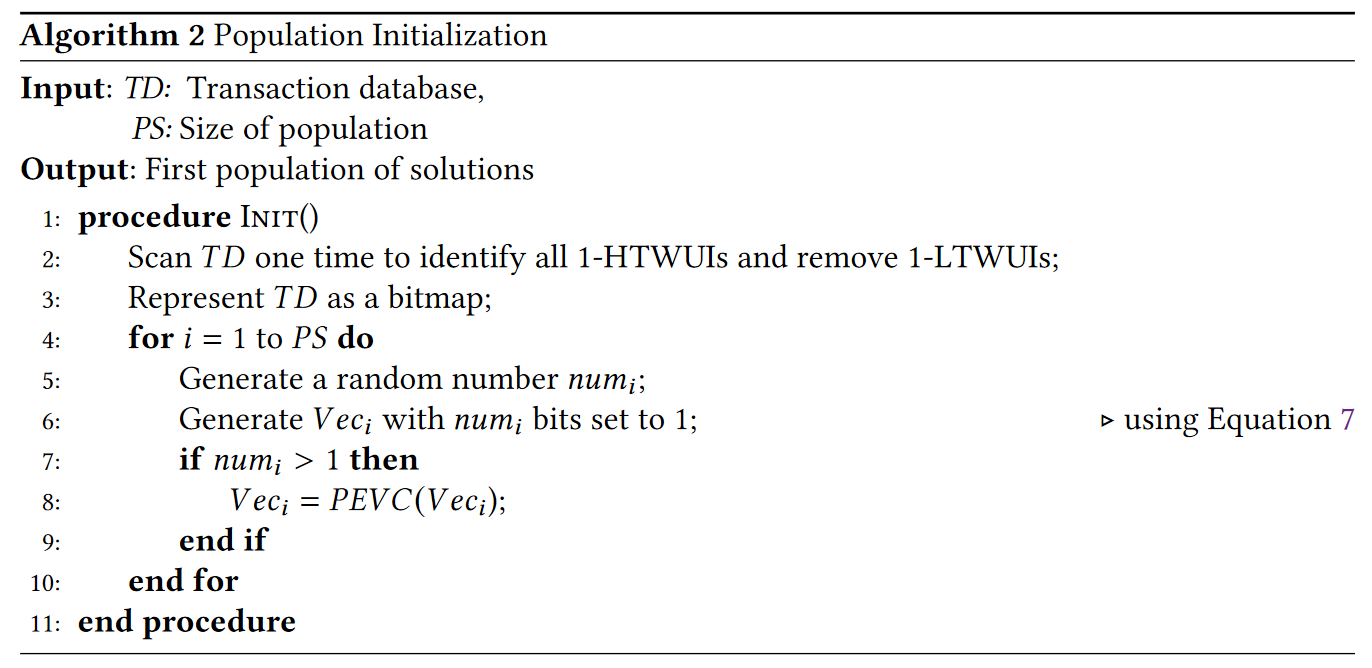 Algorithm 2 Population Initialization
Input: TD: Transaction database,
PS: Size of population
Output: First population of solutions
1: procedure Init()
2: Scan TD one time to identify all 1-HTWUIs and remove 1-LTWUIs;
3: Represent TD as a bitmap;
4: for i = 1 to PS do
5: Generate a random number num_i;
6: Generate Vec_i with num_i bits set to 1; ▷ using Equation 7
7: if num_i > 1 then
8: Vec_i = PEVC(Vec_i);
9: end if
10: end for
11: end procedure